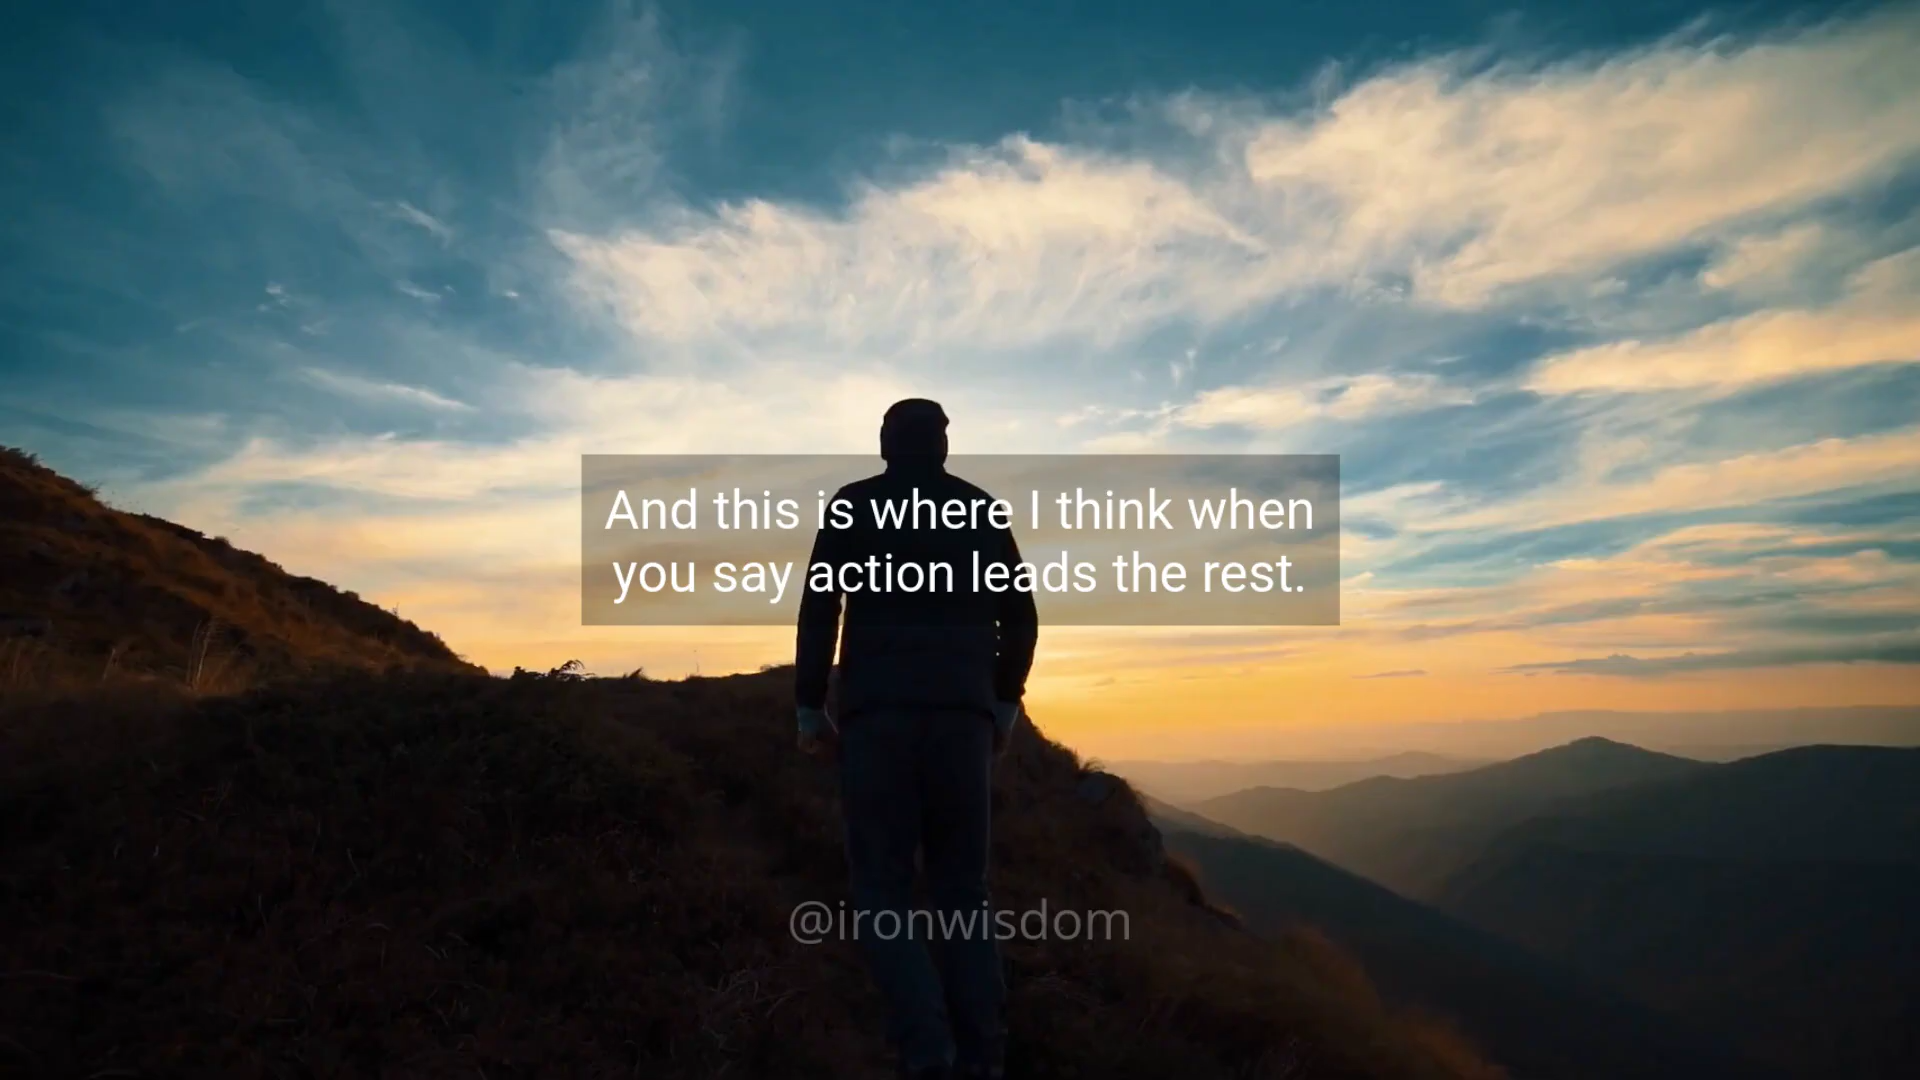 And this is where I think when
you say action leads the rest.
@ironwisdom